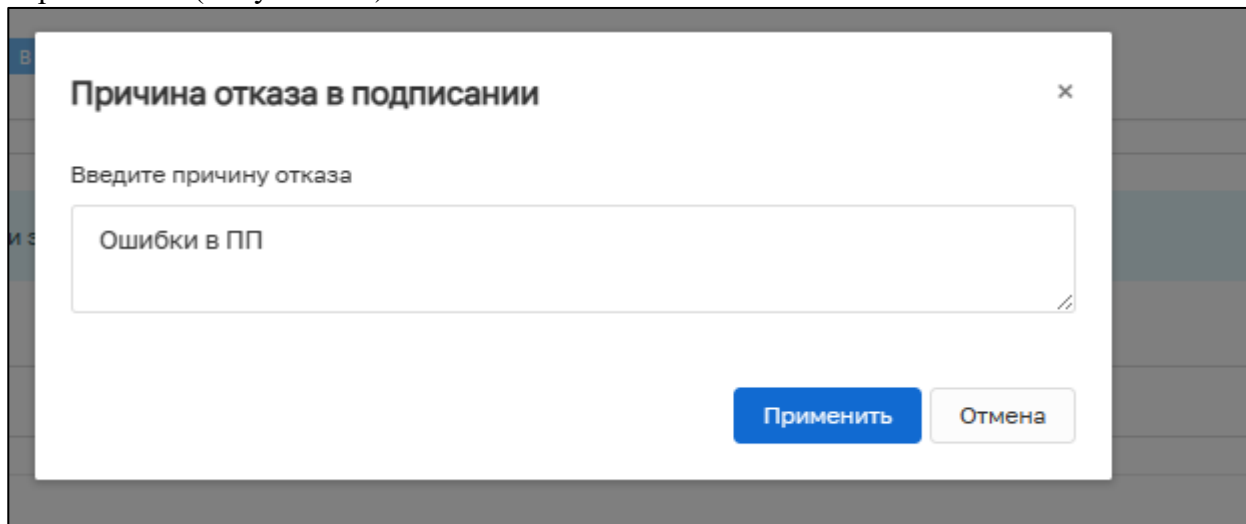 В
Причина отказа в подписании
×
Введите причину отказа
и з
Ошибки в ПП
Применить Отмена